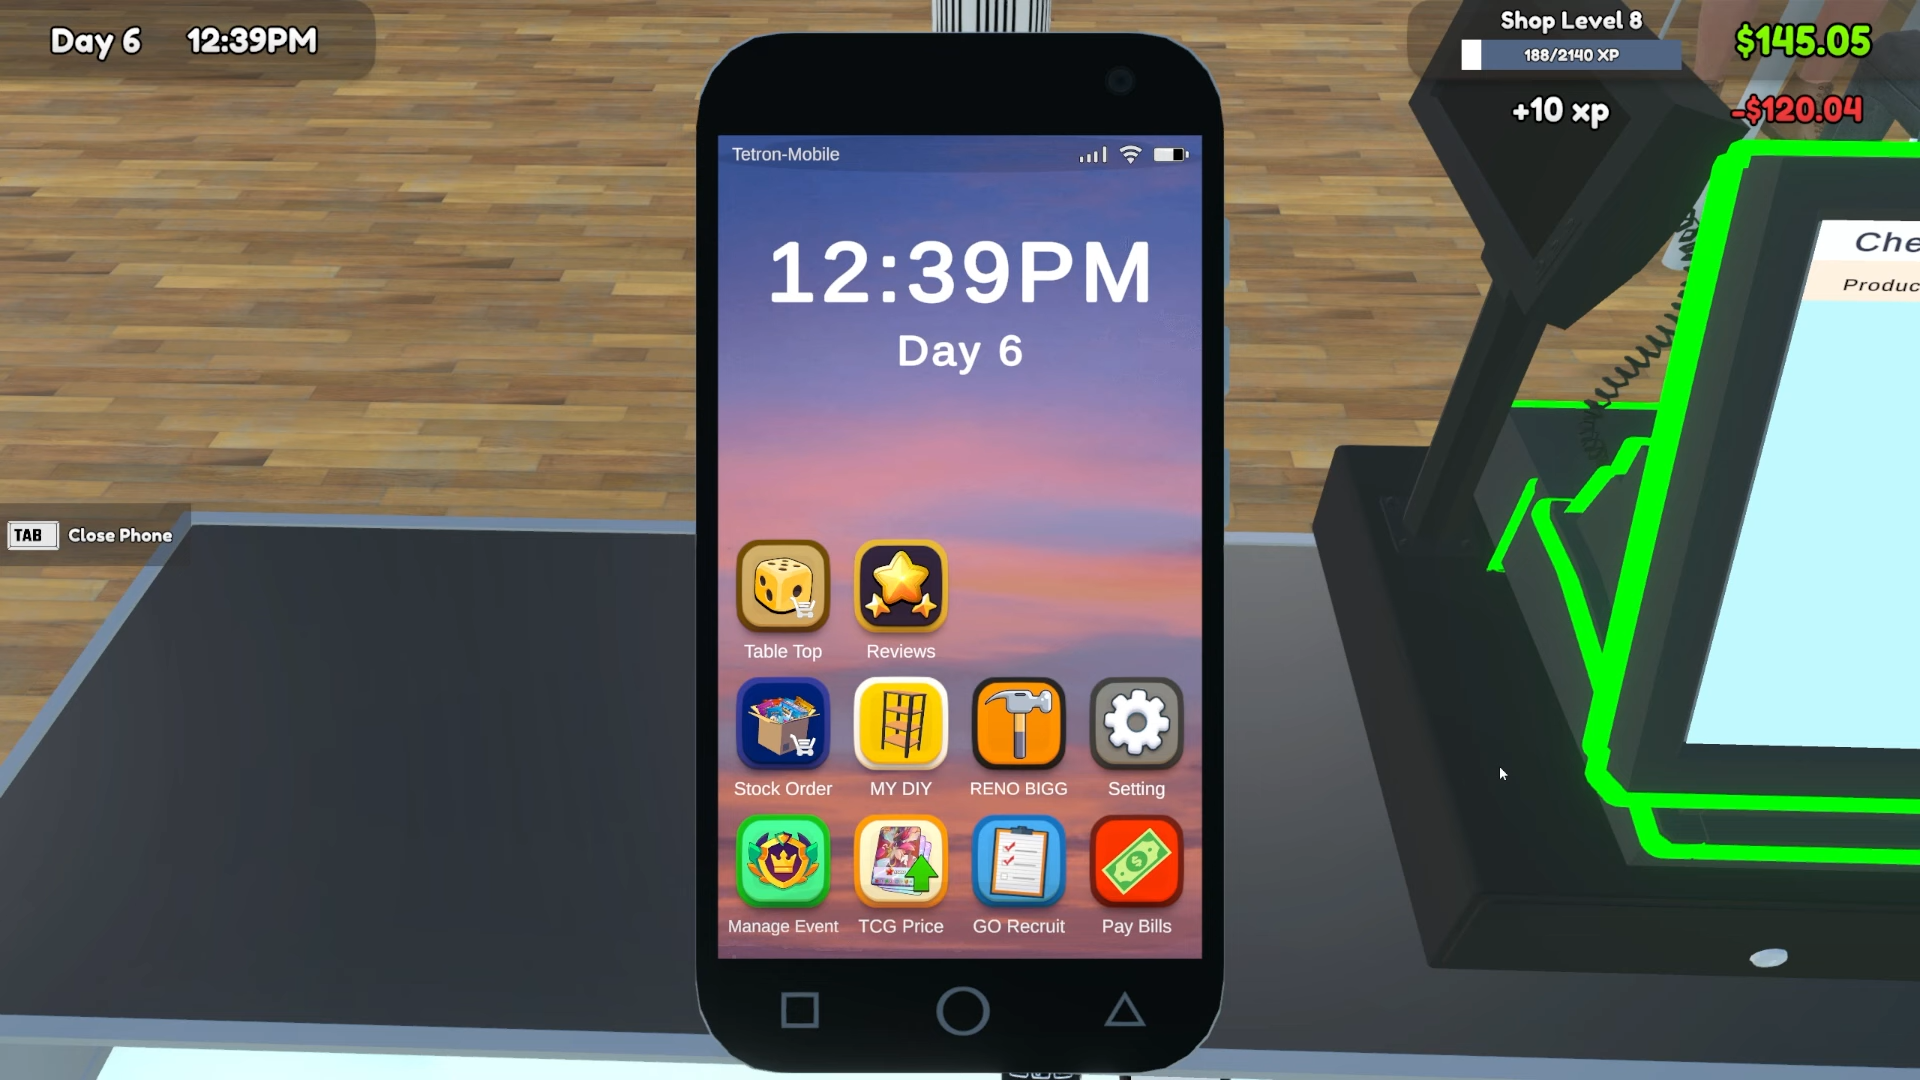 Day 6 12:39PM
Shop Level 8
188/2140 XP
$145.05
+10 xp
-$120.04
Tetron-Mobile
12:39PM
Day 6
TAB Close Phone
Table Top Reviews
Stock Order MY DIY RENO BIGG Setting
Manage Event TCG Price GO Recruit Pay Bills
Che
Produc